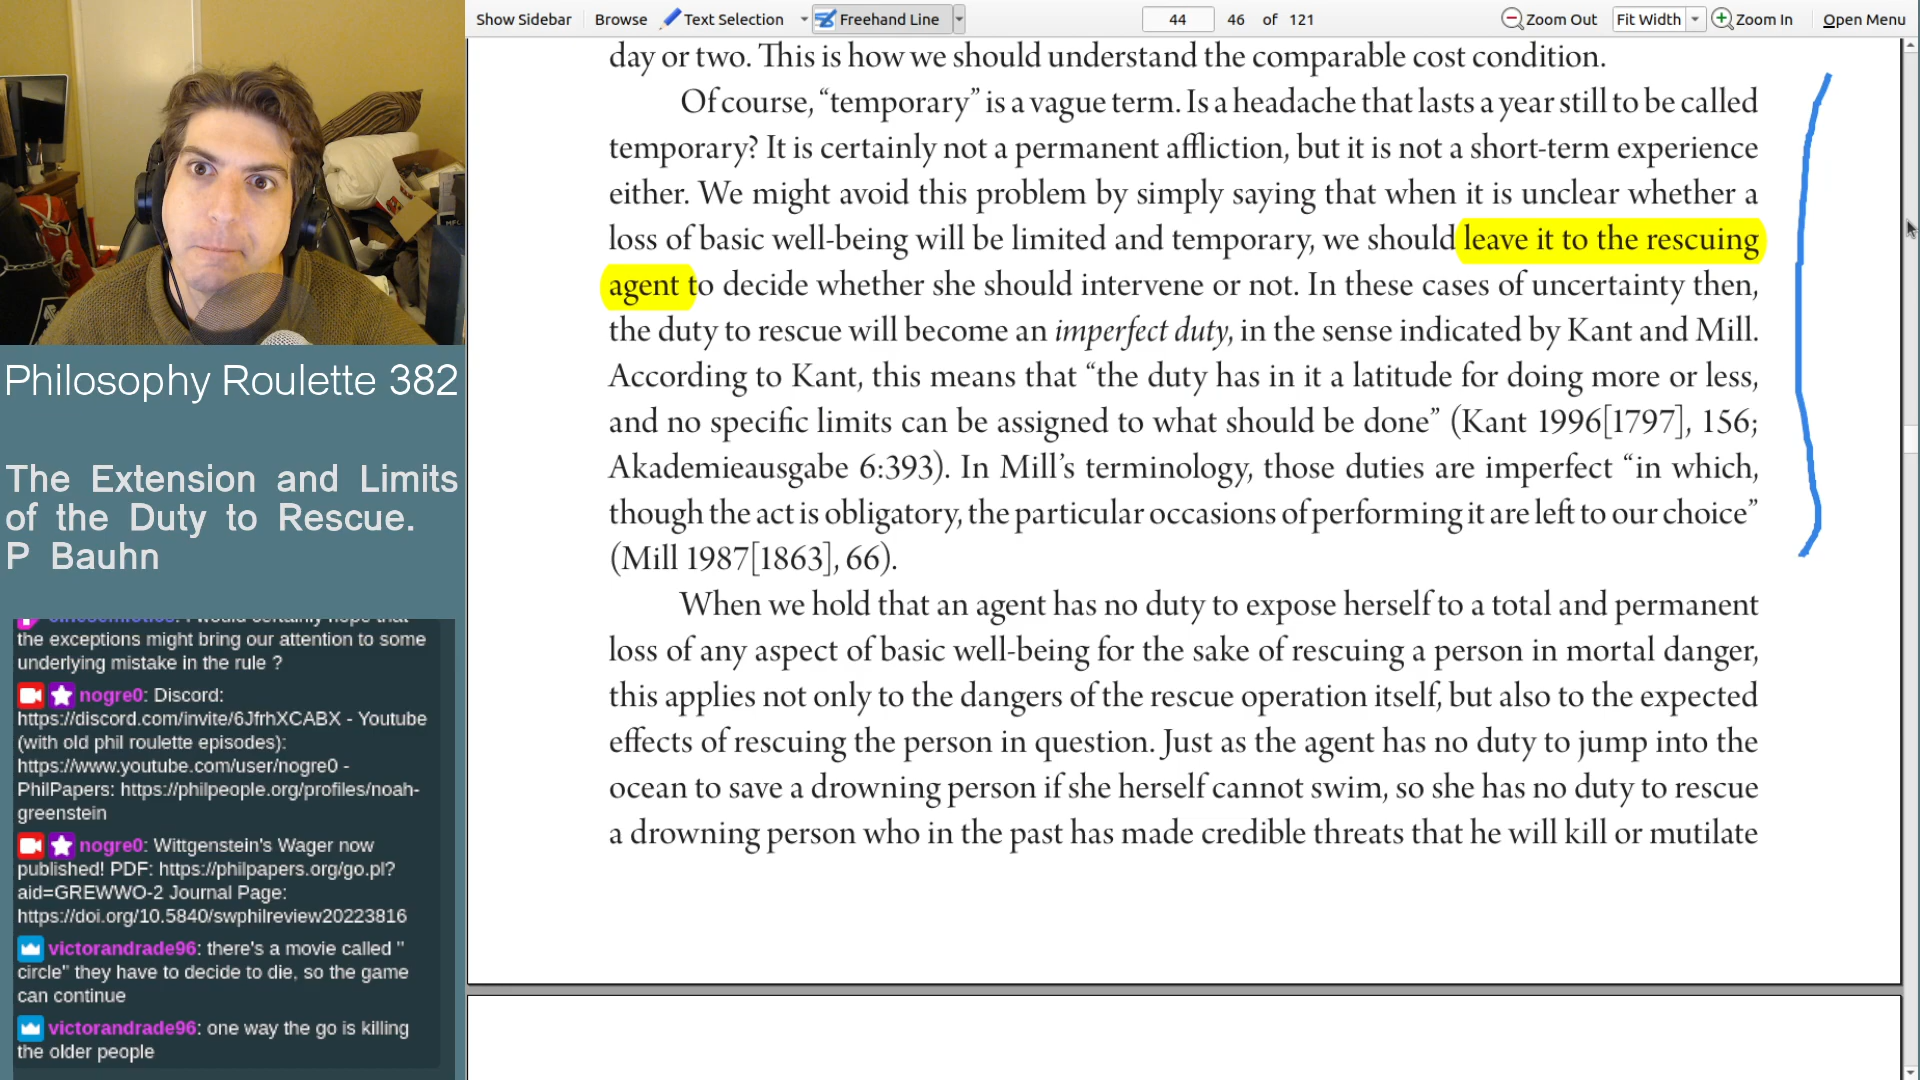 Show Sidebar Browse Text Selection Freehand Line 44 46 of 121 Zoom Out Fit Width Zoom In Open Menu
day or two. This is how we should understand the comparable cost condition.
Of course, “temporary” is a vague term. Is a headache that lasts a year still to be called
temporary? It is certainly not a permanent affliction, but it is not a short-term experience
either. We might avoid this problem by simply saying that when it is unclear whether a
loss of basic well-being will be limited and temporary, we should leave it to the rescuing
agent to decide whether she should intervene or not. In these cases of uncertainty then,
the duty to rescue will become an imperfect duty, in the sense indicated by Kant and Mill.
According to Kant, this means that “the duty has in it a latitude for doing more or less,
and no specific limits can be assigned to what should be done” (Kant 1996[1797], 156;
Akademieausgabe 6:393). In Mill’s terminology, those duties are imperfect “in which,
though the act is obligatory, the particular occasions of performing it are left to our choice”
(Mill 1987[1863], 66).
When we hold that an agent has no duty to expose herself to a total and permanent
loss of any aspect of basic well-being for the sake of rescuing a person in mortal danger,
this applies not only to the dangers of the rescue operation itself, but also to the expected
effects of rescuing the person in question. Just as the agent has no duty to jump into the
ocean to save a drowning person if she herself cannot swim, so she has no duty to rescue
a drowning person who in the past has made credible threats that he will kill or mutilate
Philosophy Roulette 382
The Extension and Limits
of the Duty to Rescue.
P Bauhn
the exceptions might bring our attention to some
underlying mistake in the rule ?
nogre0: Discord:
https://discord.com/invite/6JfrhXCABX - Youtube
(with old phil roulette episodes):
https://www.youtube.com/user/nogre0 -
PhilPapers: https://philpeople.org/profiles/noah-
greenstein
nogre0: Wittgenstein's Wager now
published! PDF: https://philpapers.org/go.pl?
aid=GREWWO-2 Journal Page:
https://doi.org/10.5840/swphilreview20223816
victorandrade96: there's a movie called "
circle" they have to decide to die, so the game
can continue
victorandrade96: one way the go is killing
the older people